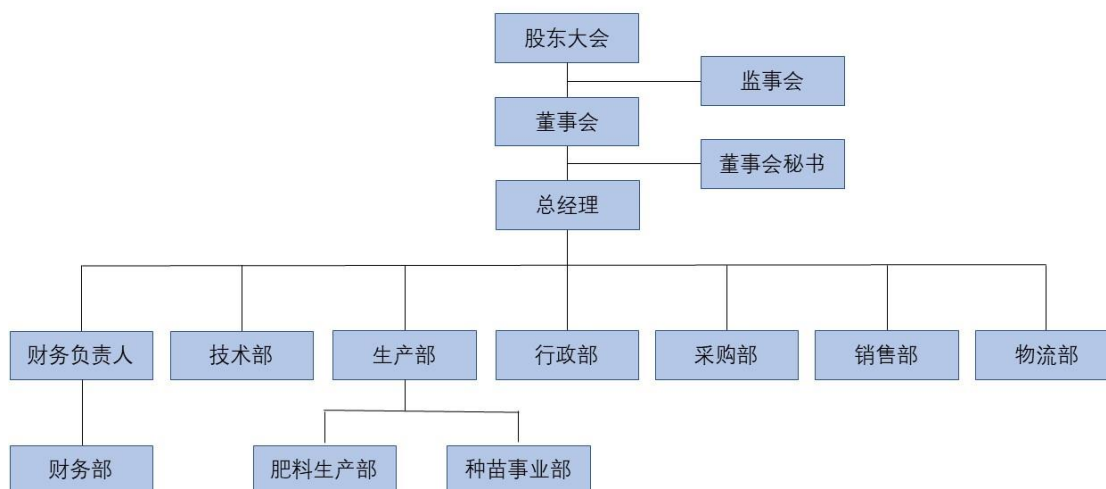 股东大会
监事会
董事会
董事会秘书
总经理
财务负责人
技术部
生产部
行政部
采购部
销售部
物流部
财务部
肥料生产部
种苗事业部